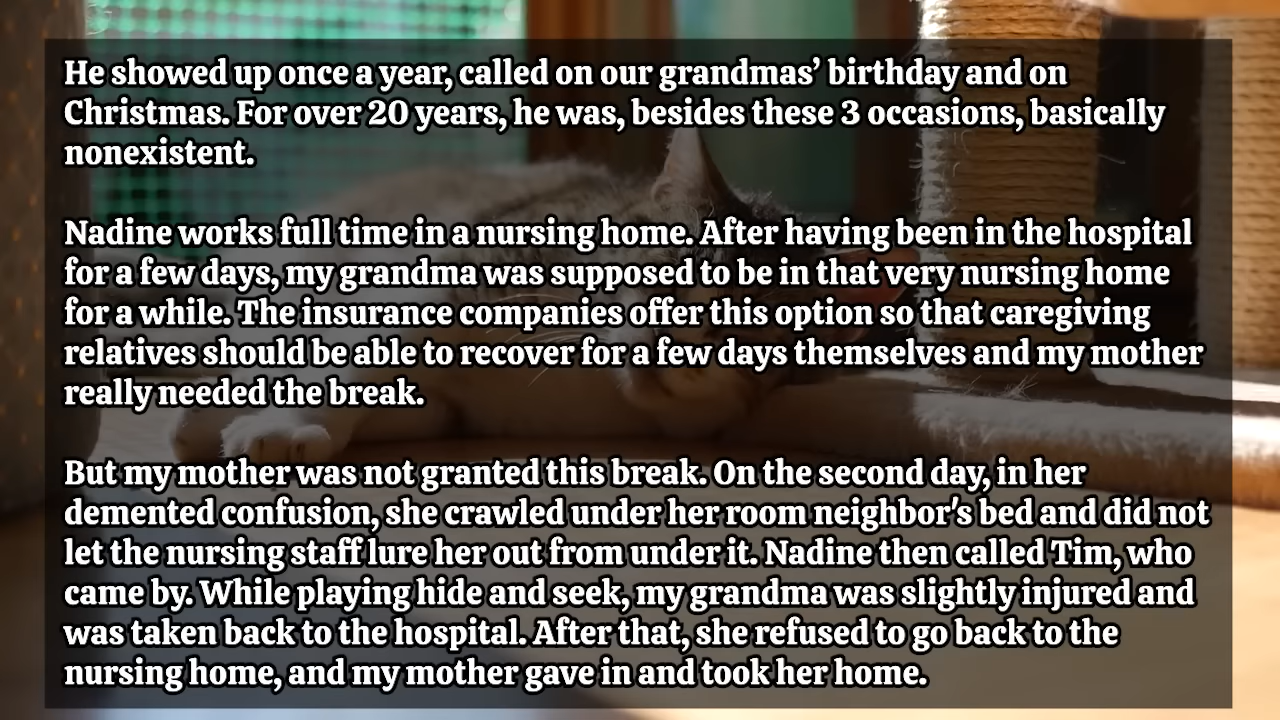 He showed up once a year, called on our grandmas’ birthday and on
Christmas. For over 20 years, he was, besides these 3 occasions, basically
nonexistent.
Nadine works full time in a nursing home. After having been in the hospital
for a few days, my grandma was supposed to be in that very nursing home
for a while. The insurance companies offer this option so that caregiving
relatives should be able to recover for a few days themselves and my mother
really needed the break.
But my mother was not granted this break. On the second day, in her
demented confusion, she crawled under her room neighbor's bed and did not
let the nursing staff lure her out from under it. Nadine then called Tim, who
came by. While playing hide and seek, my grandma was slightly injured and
was taken back to the hospital. After that, she refused to go back to the
nursing home, and my mother gave in and took her home.